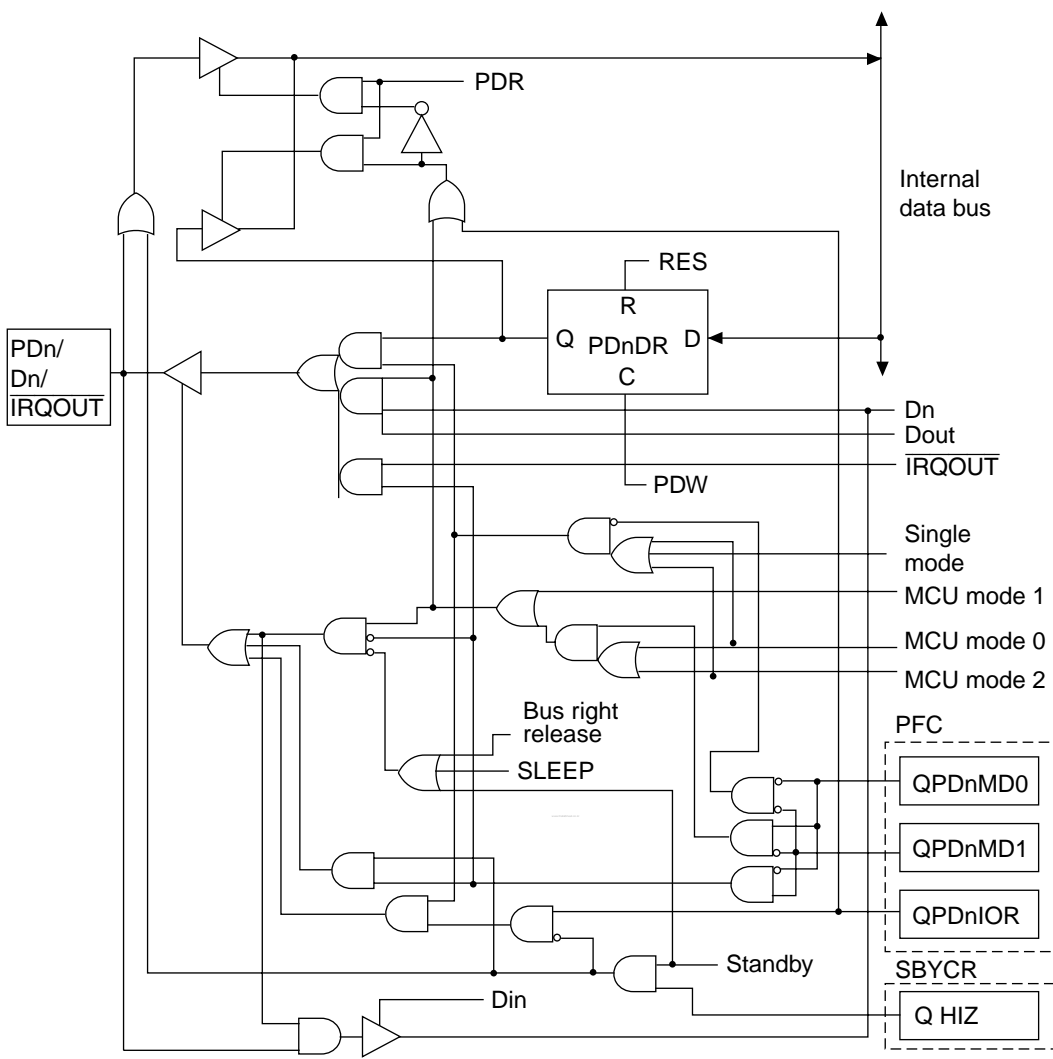 PDR
Internal
data bus
RES
R
Q
PDnDR
D
C
PDn/
Dn/
IRQOUT
Dn
Dout
IRQOUT
PDW
Single
mode
MCU mode 1
MCU mode 0
MCU mode 2
Bus right
release
SLEEP
PFC
QPDnMD0
QPDnMD1
QPDnIOR
Standby
SBYCR
Din
Q HIZ